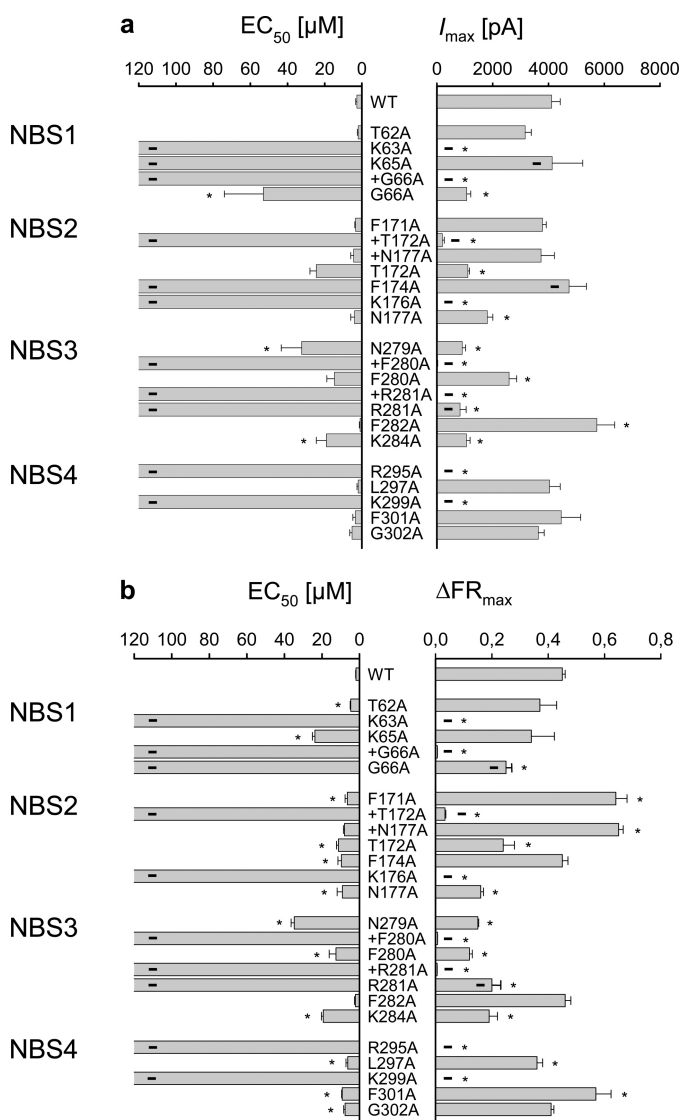 a EC50 [µM] Imax [pA]
120 100 80 60 40 20 0 0 2000 4000 6000 8000
WT
NBS1 T62A
K63A *
K65A
+G66A *
* G66A *
NBS2 F171A
+T172A *
+N177A
T172A *
F174A
K176A *
N177A *
NBS3 * N279A *
+F280A *
F280A *
+R281A *
R281A *
F282A *
* K284A *
NBS4 R295A *
L297A
K299A *
F301A
G302A
b EC50 [µM] ΔFRmax
120 100 80 60 40 20 0 0,0 0,2 0,4 0,6 0,8
WT
NBS1 * T62A
K63A *
* K65A
+G66A *
G66A *
NBS2 * F171A *
+T172A *
+N177A *
* T172A *
* F174A
K176A *
* N177A *
NBS3 * N279A *
+F280A *
* F280A *
+R281A *
R281A *
F282A
* K284A *
NBS4 R295A *
* L297A *
K299A *
* F301A *
* G302A